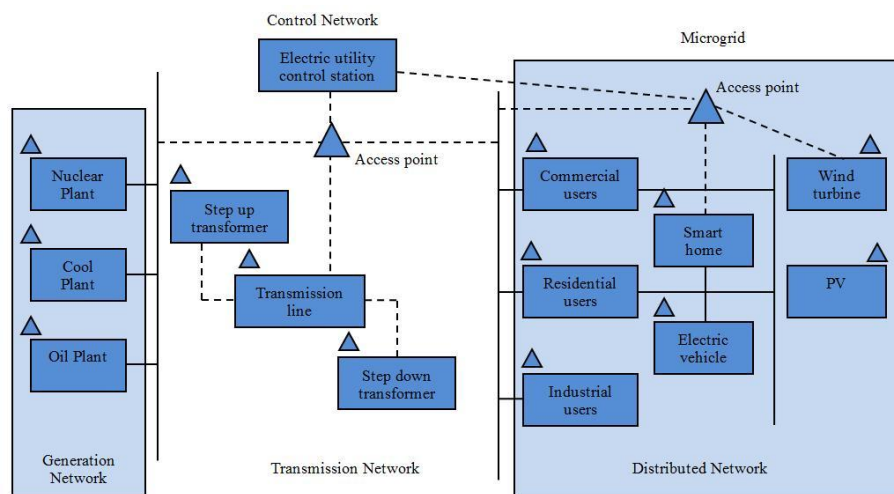 Control Network
Electric utility
control station
Access point
Microgrid
Access point
Nuclear
Plant
Cool
Plant
Oil Plant
Generation
Network
Step up
transformer
Transmission
line
Step down
transformer
Transmission Network
Commercial
users
Residential
users
Industrial
users
Smart
home
Electric
vehicle
Wind
turbine
PV
Distributed Network